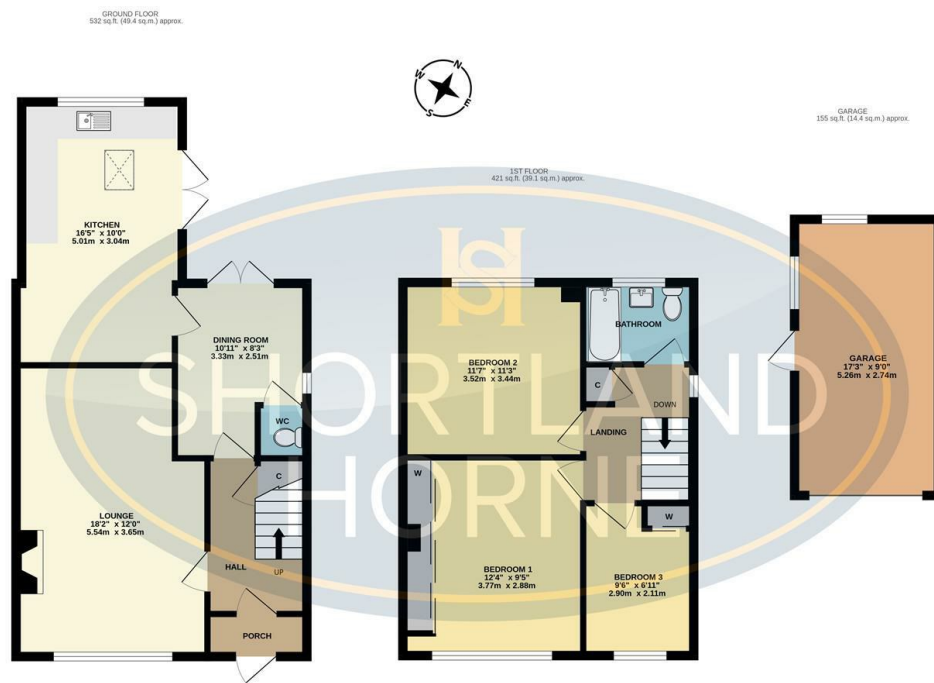 GROUND FLOOR
532 sq.ft. (49.4 sq.m.) approx.
KITCHEN
16'5" x 10'0"
5.01m x 3.04m
DINING ROOM
10'11" x 8'3"
3.33m x 2.51m
WC
C
LOUNGE
18'2" x 12'0"
5.54m x 3.65m
HALL
UP
PORCH
N
W
E
S
1ST FLOOR
421 sq.ft. (39.1 sq.m.) approx.
BATHROOM
BEDROOM 2
11'7" x 11'3"
3.52m x 3.44m
C
DOWN
LANDING
W
BEDROOM 1
12'4" x 9'5"
3.77m x 2.88m
W
BEDROOM 3
9'6" x 6'11"
2.90m x 2.11m
GARAGE
155 sq.ft. (14.4 sq.m.) approx.
GARAGE
17'3" x 9'0"
5.26m x 2.74m
SH
SHORTLAND
HORNE